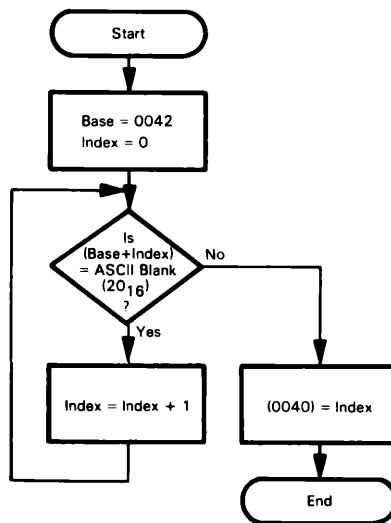 Start
Base = 0042
Index = 0
Is
(Base+Index)
= ASCII Blank
(20₁₆)
?
No
Yes
Index = Index + 1
(0040) = Index
End